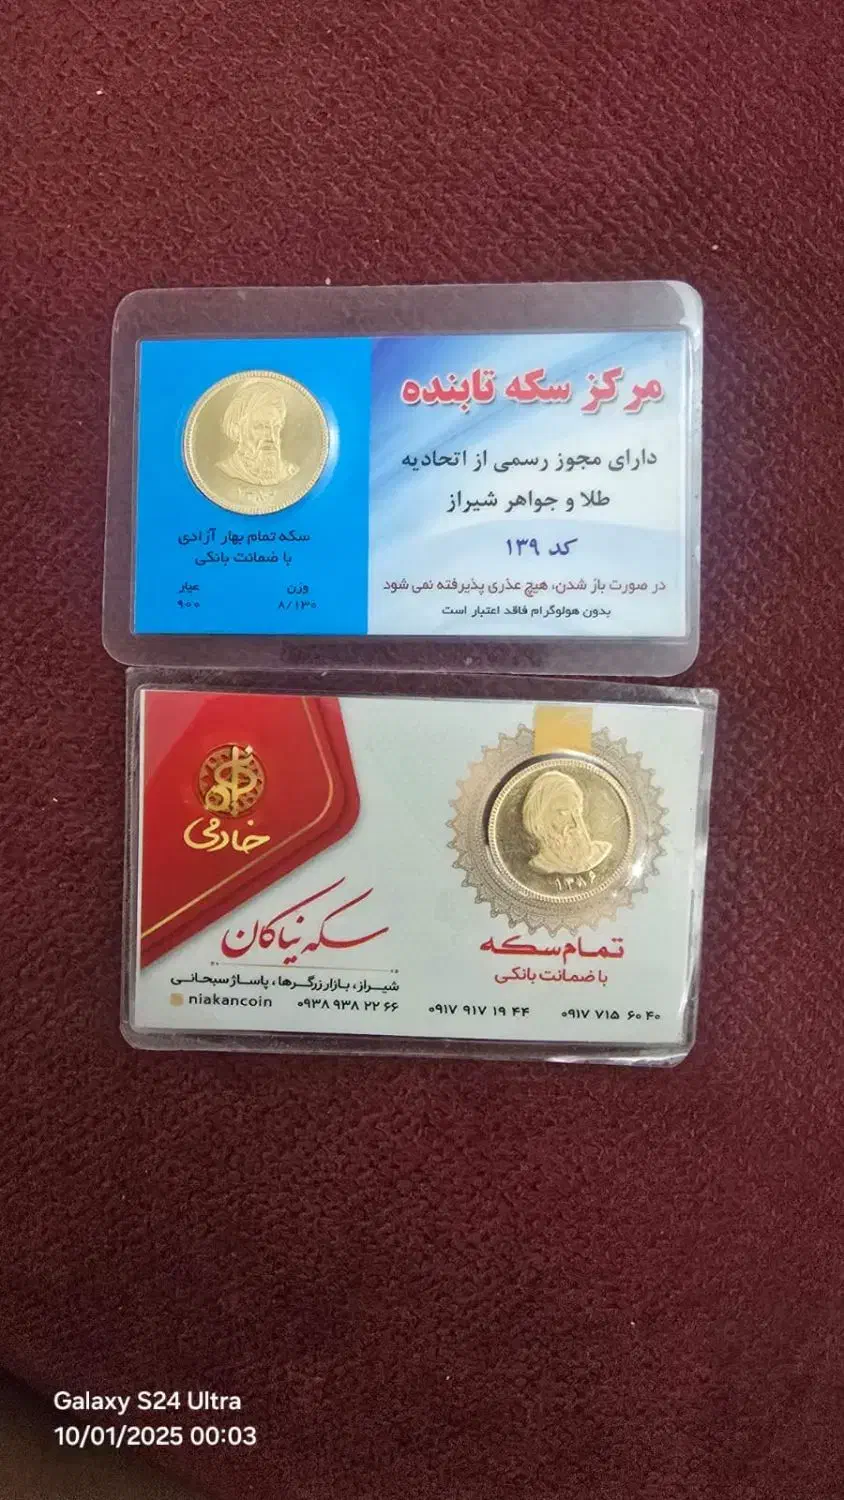 مرکز سکه تابنده
دارای مجوز رسمی از اتحادیه
طلا و جواهر شیراز
کد ۱۳۹
در صورت باز شدن، هیچ عذری پذیرفته نمی شود
بدون هولوگرام فاقد اعتبار است
سکه تمام بهار آزادی
با ضمانت بانکی
وزن
عیار
۸/۱۳۰
۹۰۰
خادمی
۱۳۸۶
سکه نیاکان
شیراز، بازار زرگرها، پاساژ سبحانی
niakancoin
۰۹۳۸ ۹۳۸ ۲۲ ۶۶
تمام سکه
با ضمانت بانکی
۰۹۱۷ ۹۱۷ ۱۹ ۴۴
۰۹۱۷ ۷۱۵ ۶۰ ۴۰
Galaxy S24 Ultra
10/01/2025 00:03